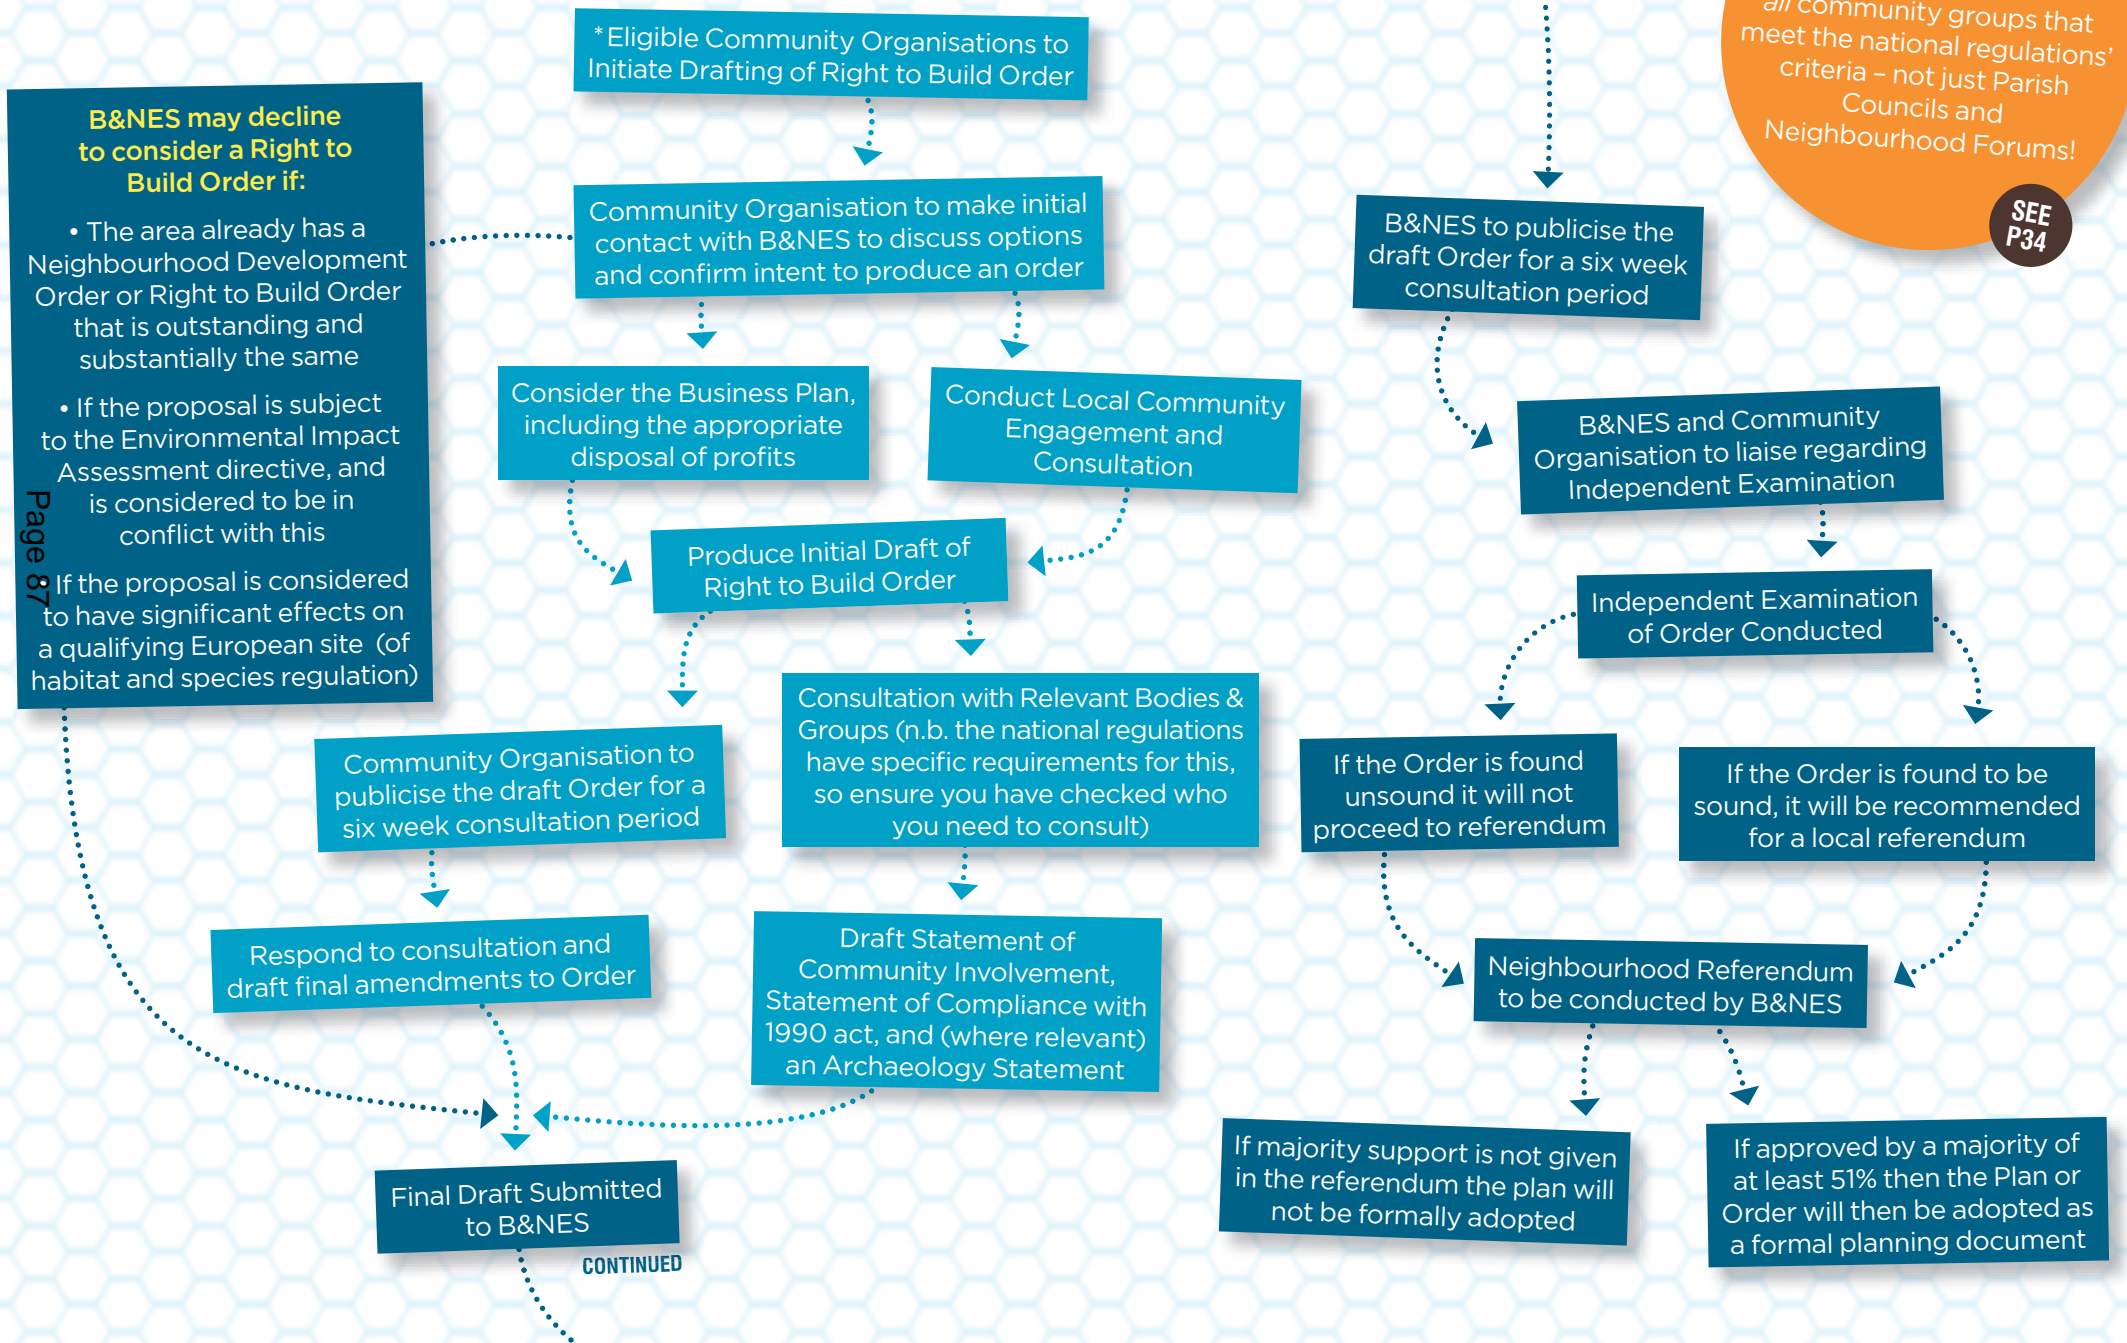 *Eligible Community Organisations to
Initiate Drafting of Right to Build Order
B&NES may decline
to consider a Right to
Build Order if:
• The area already has a
Neighbourhood Development
Order or Right to Build Order
that is outstanding and
substantially the same
• If the proposal is subject
to the Environmental Impact
Assessment directive, and
is considered to be in
conflict with this
• If the proposal is considered
to have significant effects on
a qualifying European site (of
habitat and species regulation)
Page 87
Community Organisation to make initial
contact with B&NES to discuss options
and confirm intent to produce an order
Consider the Business Plan,
including the appropriate
disposal of profits
Conduct Local Community
Engagement and
Consultation
Produce Initial Draft of
Right to Build Order
Community Organisation to
publicise the draft Order for a
six week consultation period
Consultation with Relevant Bodies &
Groups (n.b. the national regulations
have specific requirements for this,
so ensure you have checked who
you need to consult)
Respond to consultation and
draft final amendments to Order
Draft Statement of
Community Involvement,
Statement of Compliance with
1990 act, and (where relevant)
an Archaeology Statement
Final Draft Submitted
to B&NES
CONTINUED
all community groups that
meet the national regulations'
criteria – not just Parish
Councils and
Neighbourhood Forums!
SEE
P34
B&NES to publicise the
draft Order for a six week
consultation period
B&NES and Community
Organisation to liaise regarding
Independent Examination
Independent Examination
of Order Conducted
If the Order is found
unsound it will not
proceed to referendum
If the Order is found to be
sound, it will be recommended
for a local referendum
Neighbourhood Referendum
to be conducted by B&NES
If majority support is not given
in the referendum the plan will
not be formally adopted
If approved by a majority of
at least 51% then the Plan or
Order will then be adopted as
a formal planning document